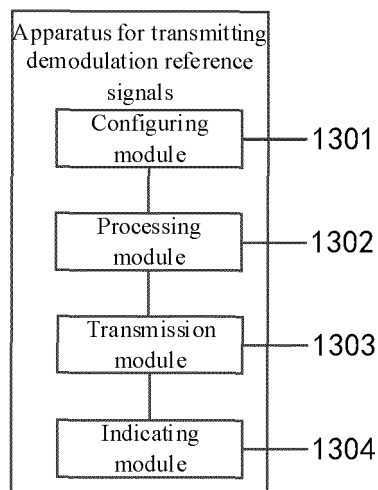 Apparatus for transmitting
demodulation reference
signals
Configuring
module
1301
Processing
module
1302
Transmission
module
1303
Indicating
module
1304